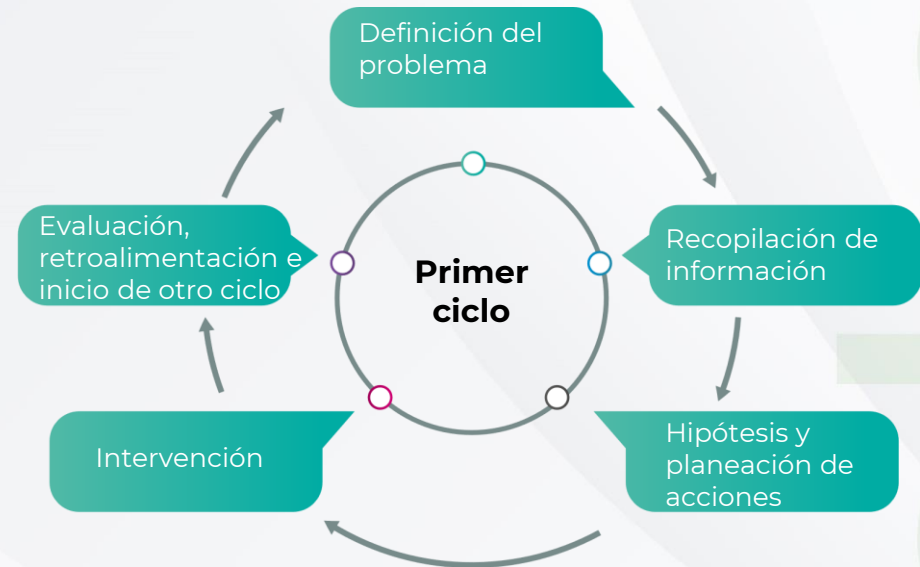 Definición del
problema
Recopilación de
información
Hipótesis y
planeación de
acciones
Intervención
Evaluación,
retroalimentación e
inicio de otro ciclo
Primer
ciclo